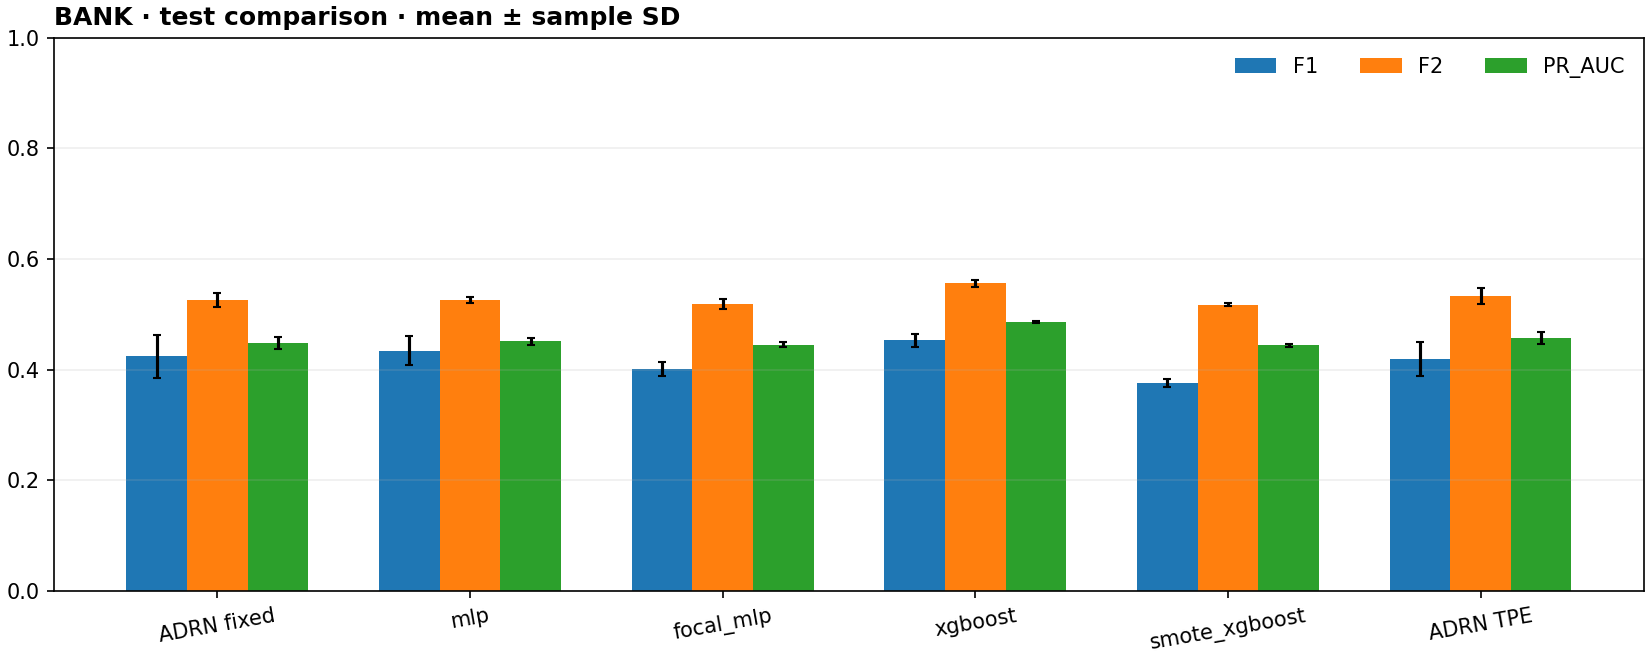 BANK · test comparison · mean ± sample SD
1.0
F1 F2 PR_AUC
0.8
0.6
0.4
0.2
0.0
ADRN fixed mlp focal_mlp xgboost smote_xgboost ADRN TPE